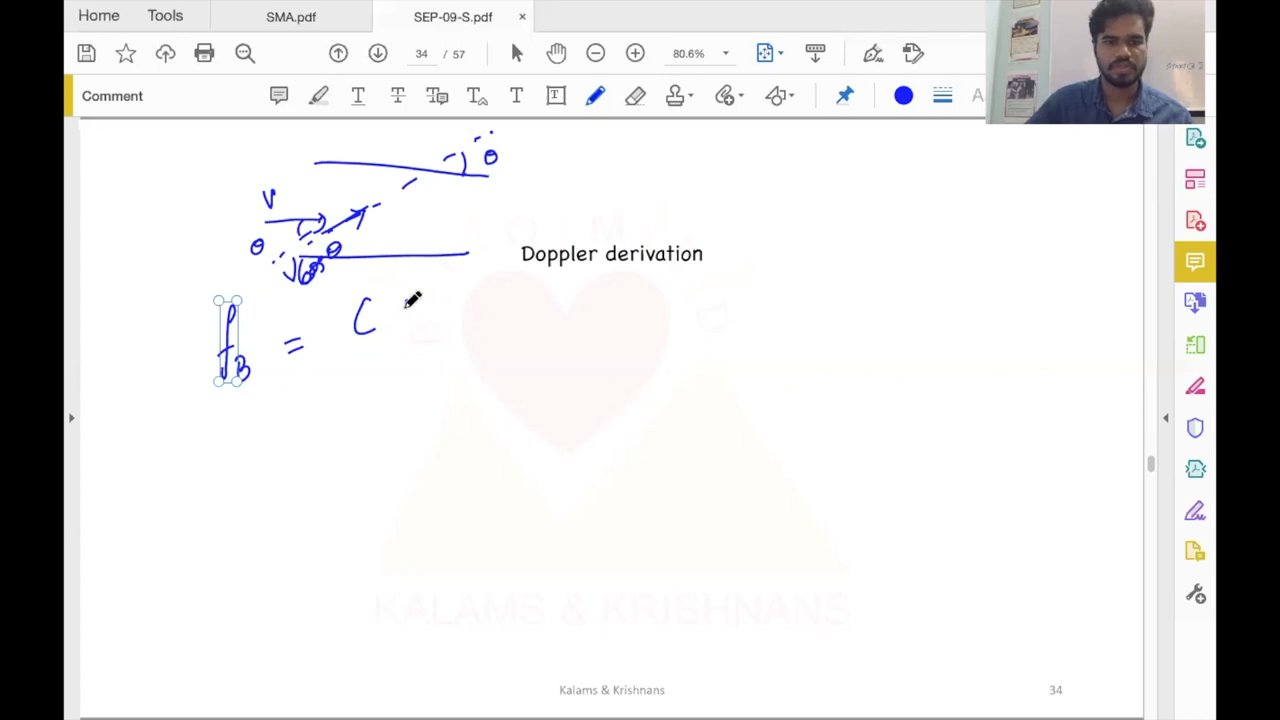 Home Tools SMA.pdf SEP-09-S.pdf ×
34 / 57 80.6%
Comment
θ
V
θ θ
Doppler derivation
f_B = C
KALAMS & KRISHNANS
Kalams & Krishnans 34